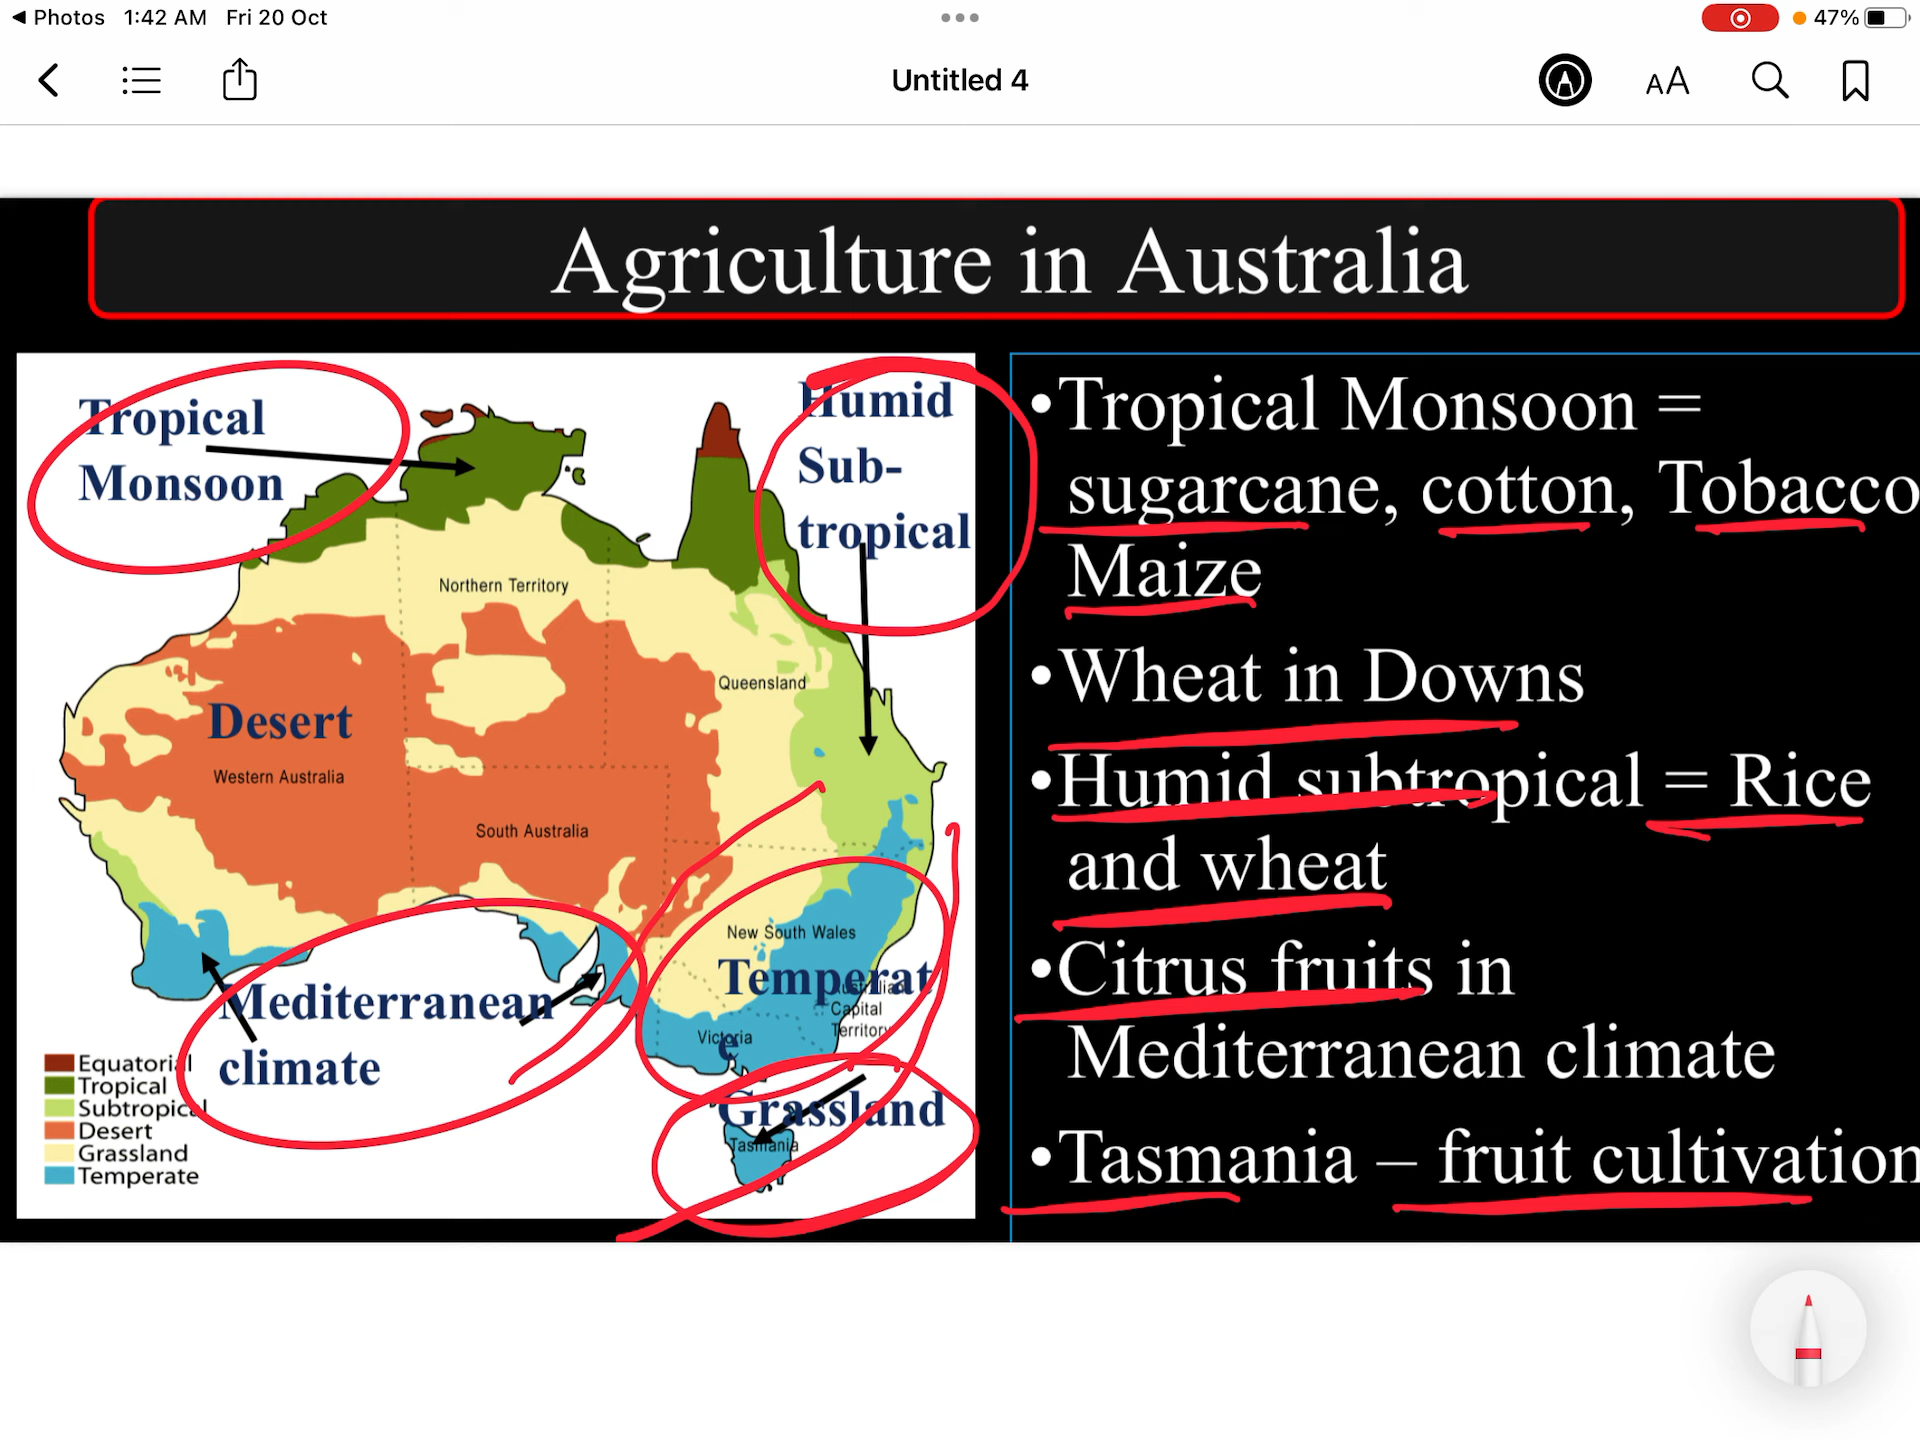 Photos 1:42 AM Fri 20 Oct
47%
Untitled 4
AA
Agriculture in Australia
Tropical
Monsoon
Humid
Sub-
tropical
Northern Territory
Queensland
Desert
Western Australia
South Australia
New South Wales
Temperat
e
Australian
Capital
Territory
Victoria
Mediterranean
climate
Grassland
Tasmania
Equatorial
Tropical
Subtropical
Desert
Grassland
Temperate
•Tropical Monsoon =
sugarcane, cotton, Tobacco
Maize
•Wheat in Downs
•Humid subtropical = Rice
and wheat
•Citrus fruits in
Mediterranean climate
•Tasmania – fruit cultivation